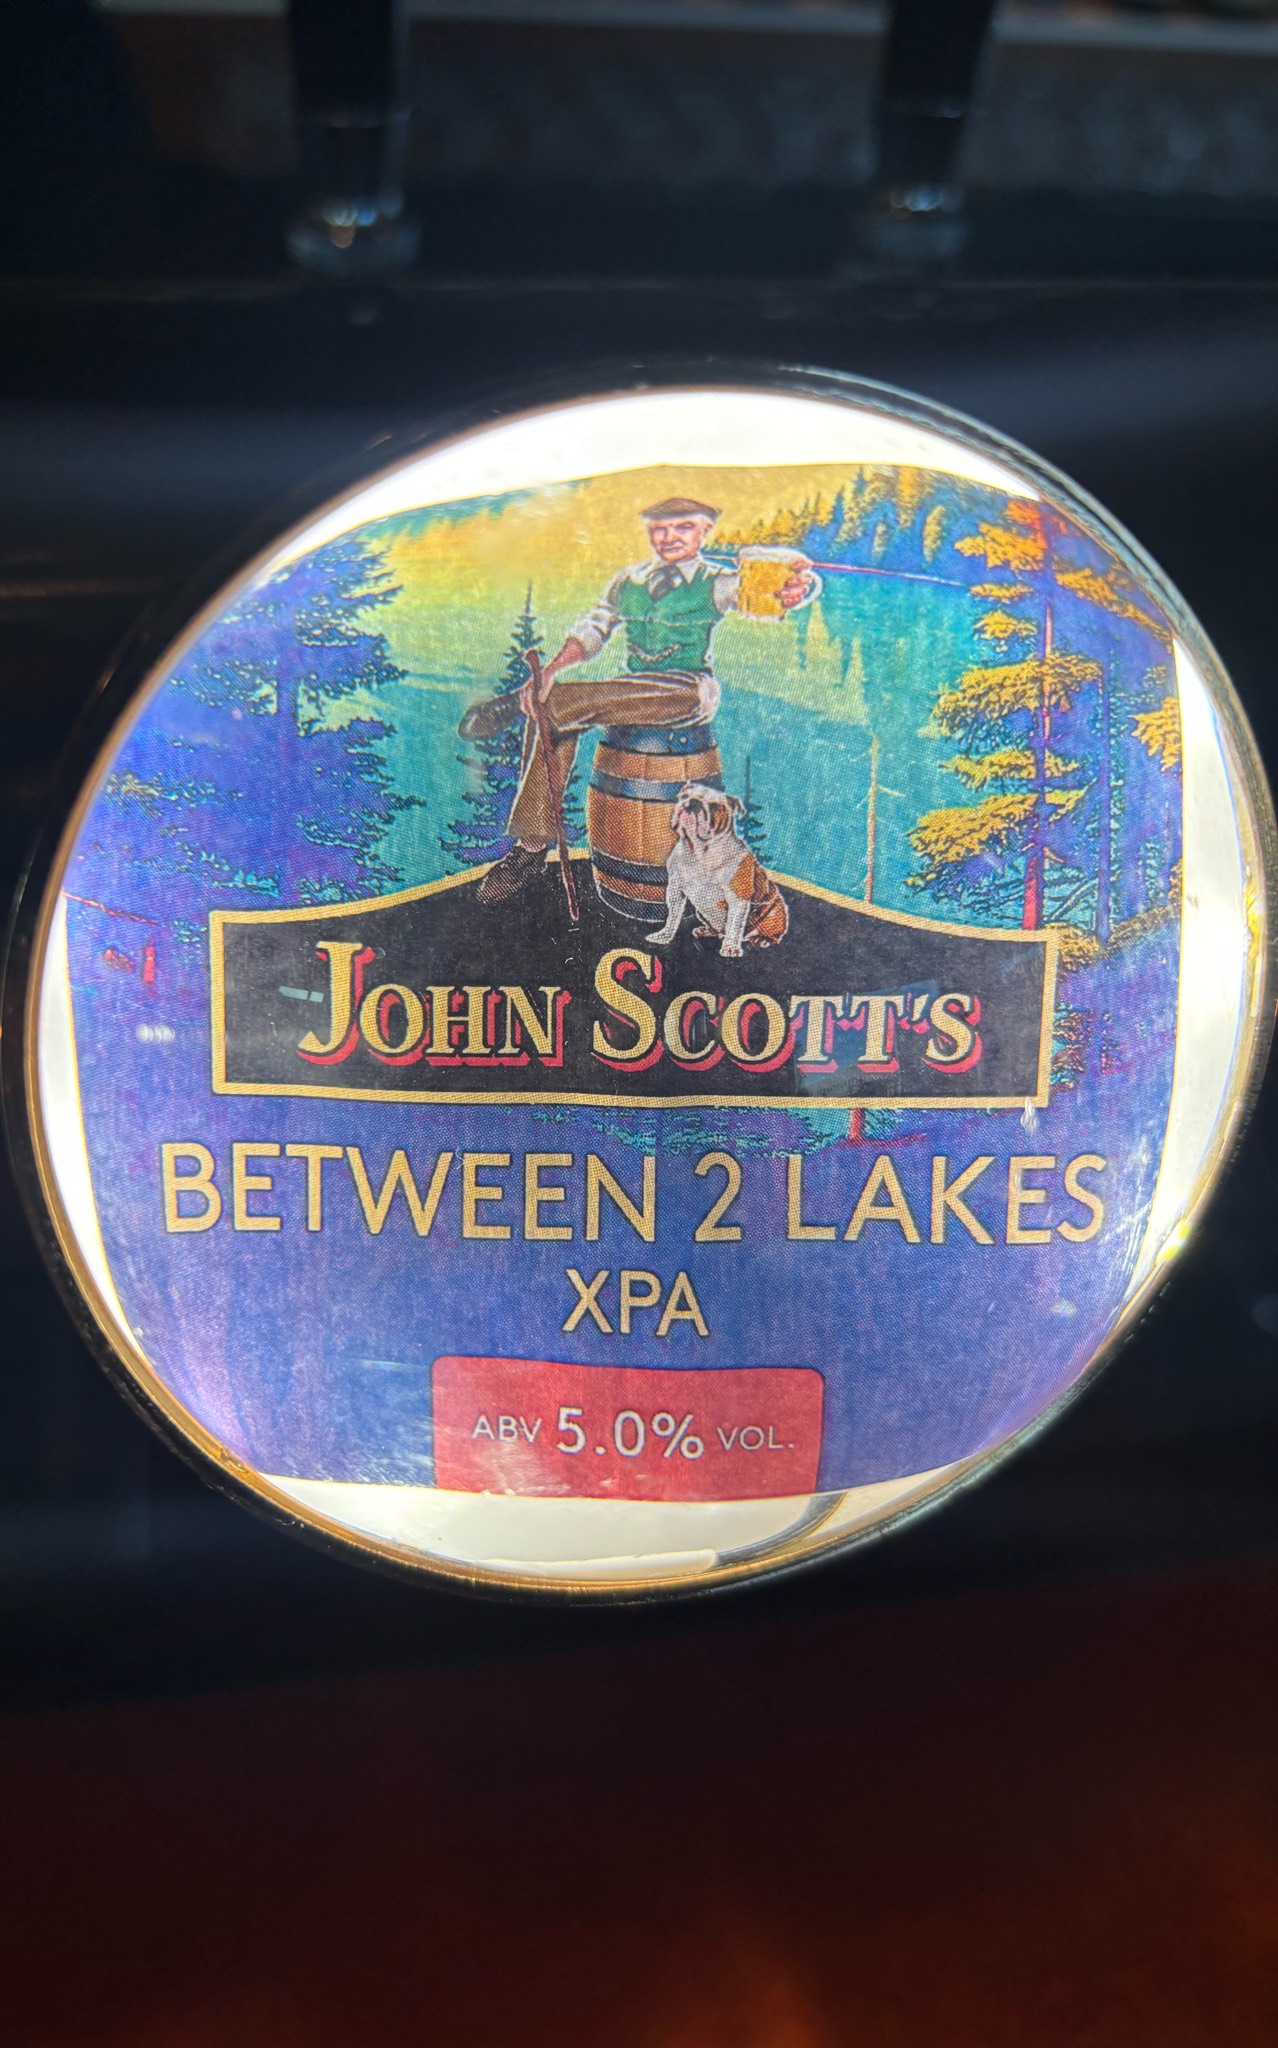 JOHN SCOTT'S
BETWEEN 2 LAKES
XPA
ABV 5.0% VOL.